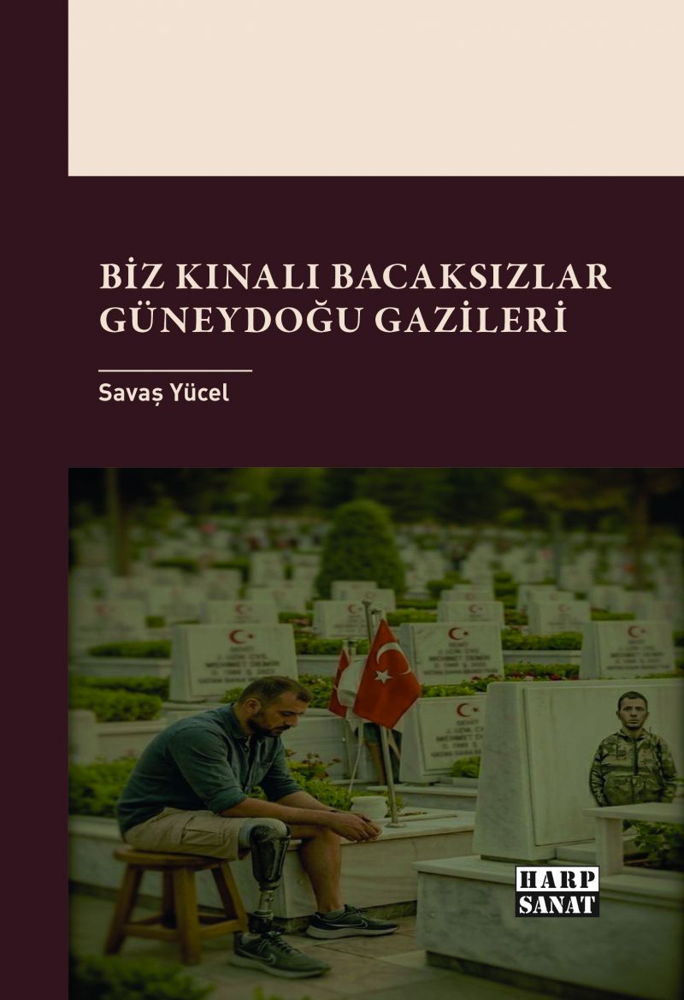 BİZ KINALI BACAKSIZLAR
GÜNEYDOĞU GAZİLERİ
Savaş Yücel
HARP
SANAT